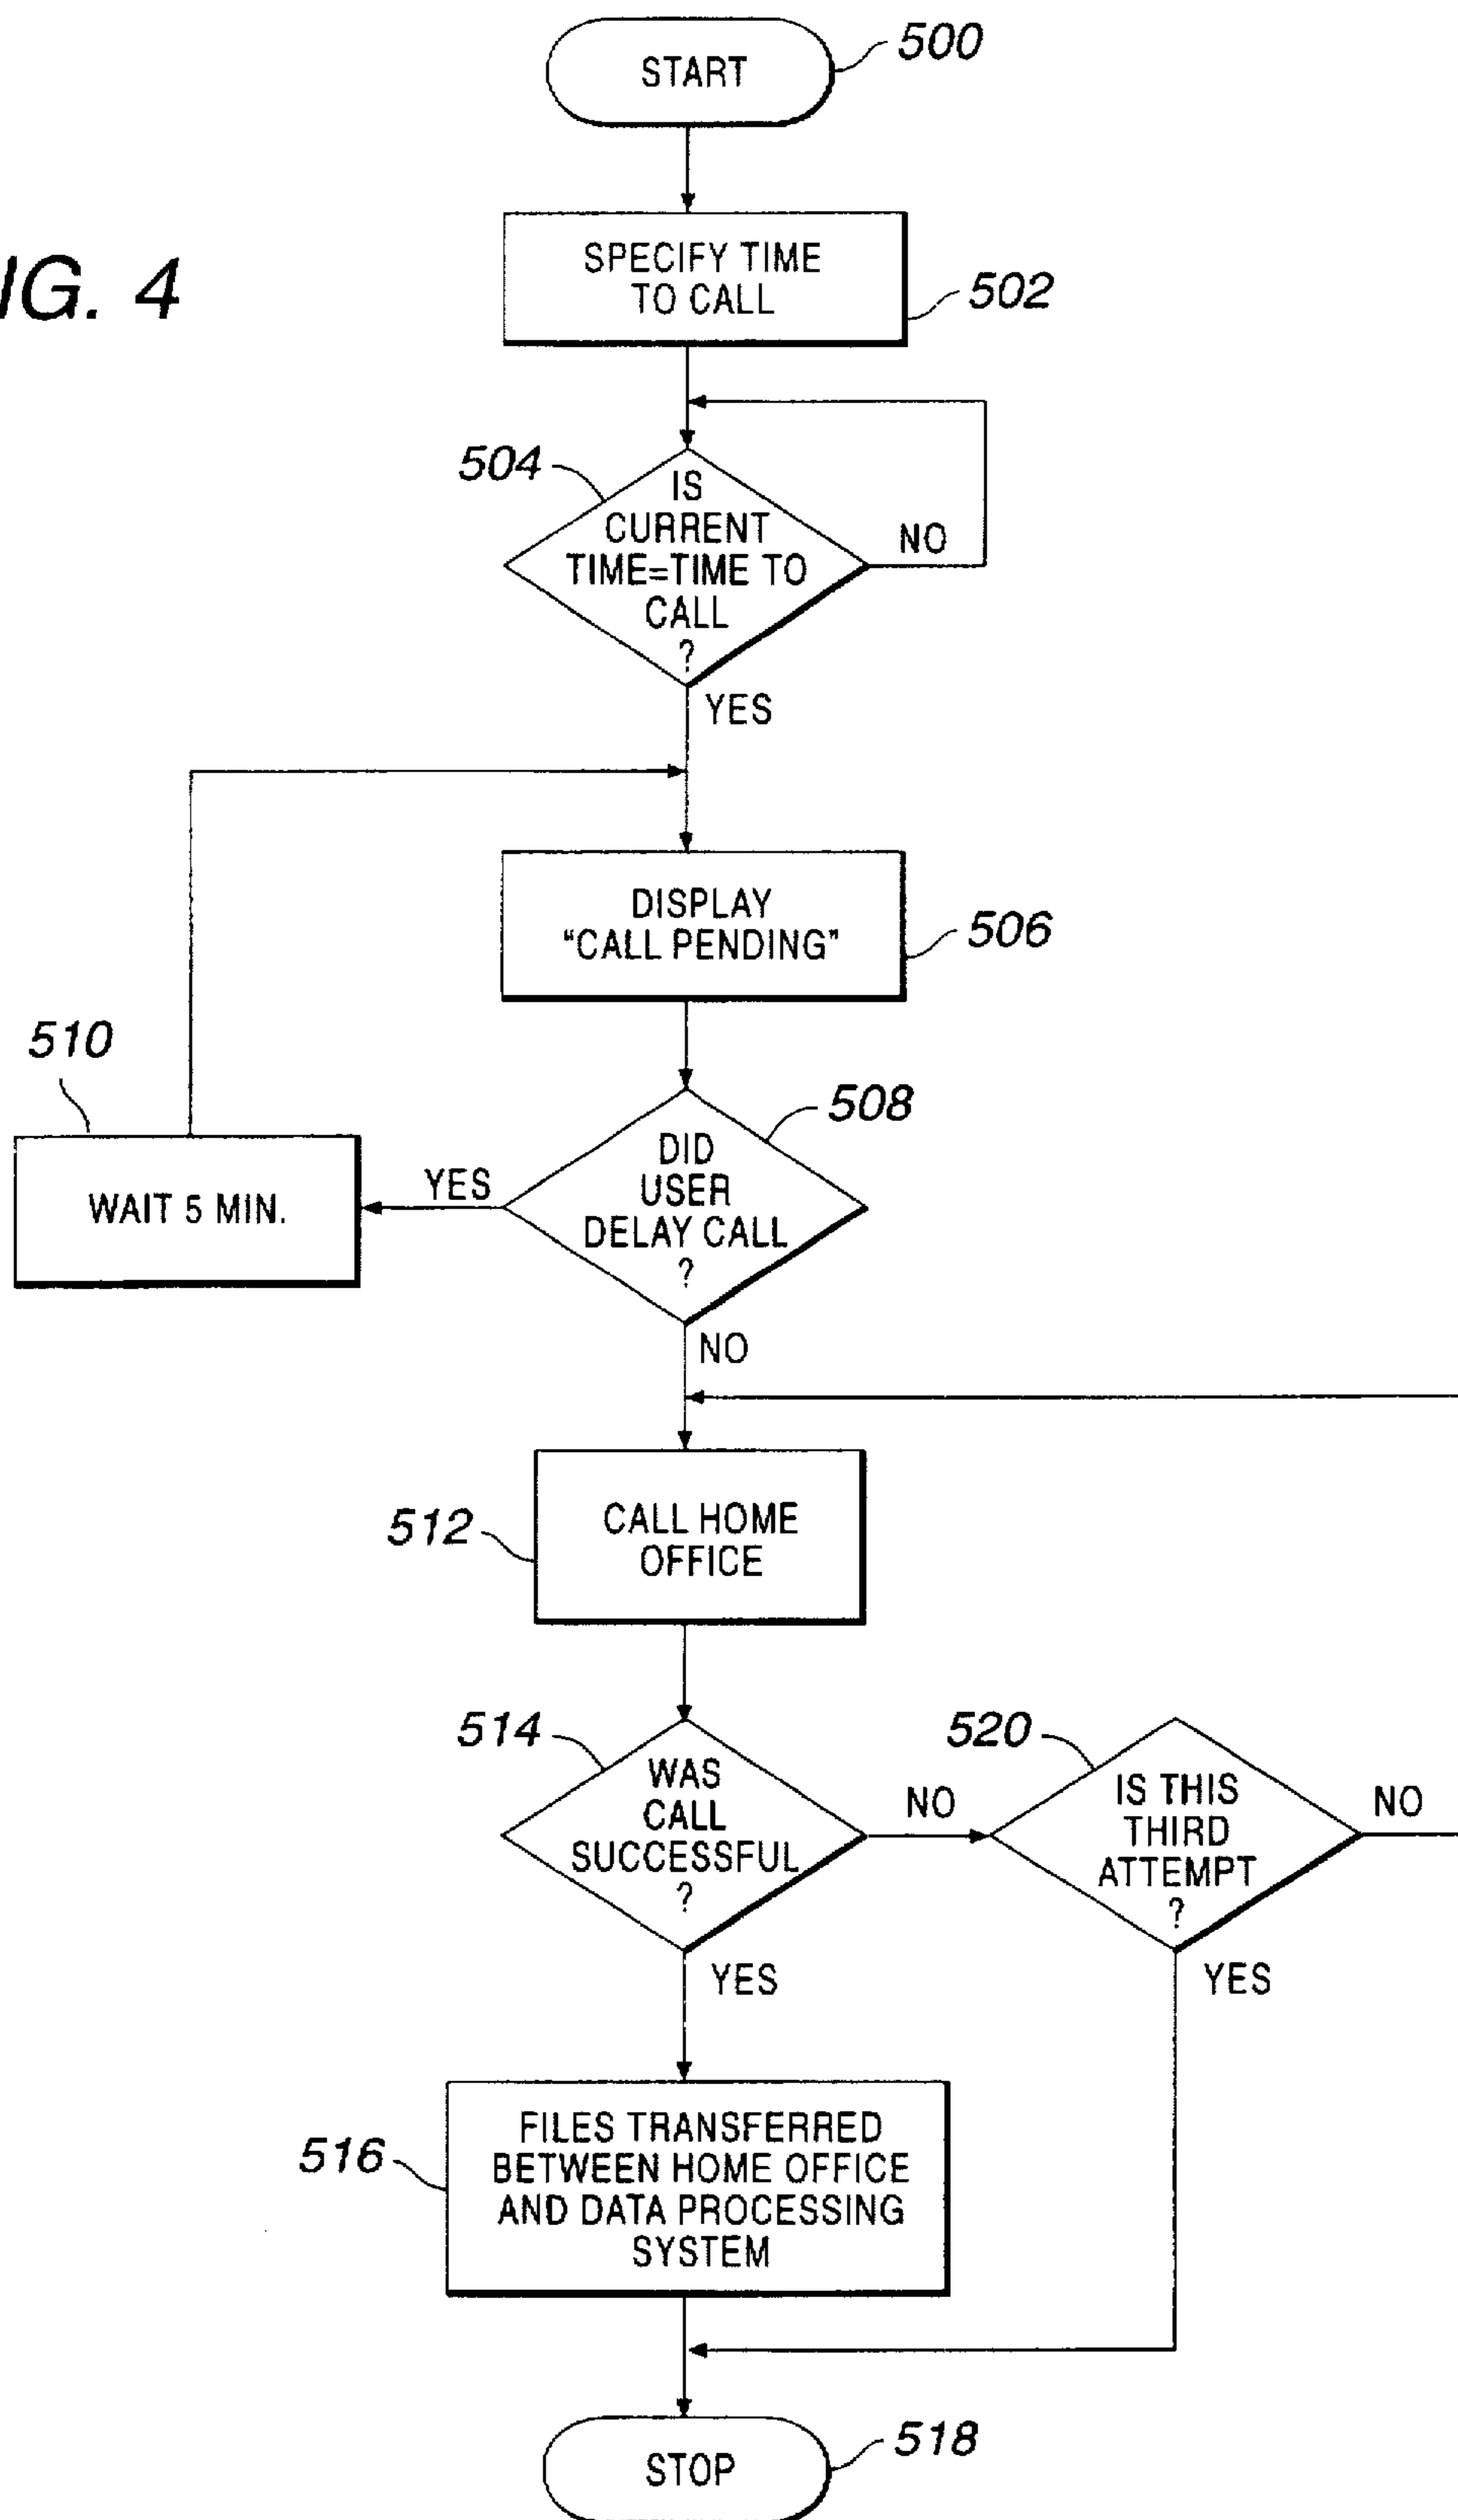 START
500
IG. 4
SPECIFY TIME
TO CALL
502
504
IS
CURRENT
TIME=TIME TO
CALL
?
NO
YES
DISPLAY
"CALL PENDING"
506
510
508
WAIT 5 MIN.
YES
DID
USER
DELAY CALL
?
NO
512
CALL HOME
OFFICE
514
520
WAS
CALL
SUCCESSFUL
?
NO
IS THIS
THIRD
ATTEMPT
?
NO
YES
YES
516
FILES TRANSFERRED
BETWEEN HOME OFFICE
AND DATA PROCESSING
SYSTEM
518
STOP